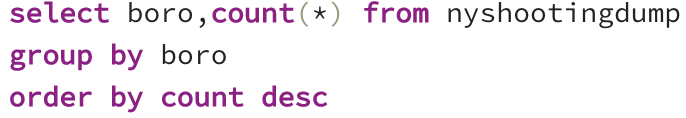 select boro,count(*) from nyshootingdump
group by boro
order by count desc